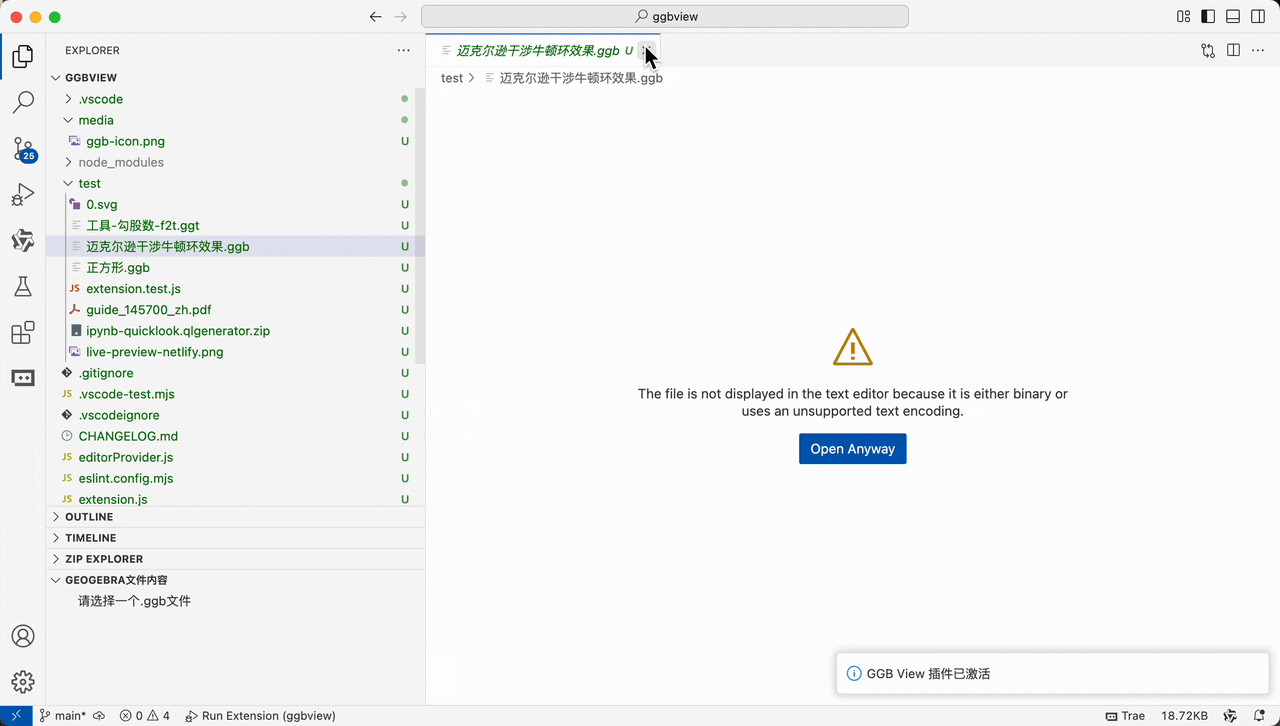 ggbview
EXPLORER
GGBVIEW
.vscode
media
ggb-icon.png U
node_modules
test
0.svg U
工具-勾股数-f2t.ggt U
迈克尔逊干涉牛顿环效果.ggb U
正方形.ggb U
JS extension.test.js U
guide_145700_zh.pdf U
ipynb-quicklook.qlgenerator.zip U
live-preview-netlify.png U
.gitignore U
JS .vscode-test.mjs U
.vscodeignore U
CHANGELOG.md U
JS editorProvider.js U
JS eslint.config.mjs U
JS extension.js U
OUTLINE
TIMELINE
ZIP EXPLORER
GEOGEBRA文件内容
请选择一个.ggb文件
25
迈克尔逊干涉牛顿环效果.ggb U
test > 迈克尔逊干涉牛顿环效果.ggb
The file is not displayed in the text editor because it is either binary or
uses an unsupported text encoding.
Open Anyway
GGB View 插件已激活
main* 0 4 Run Extension (ggbview) Trae 18.72KB